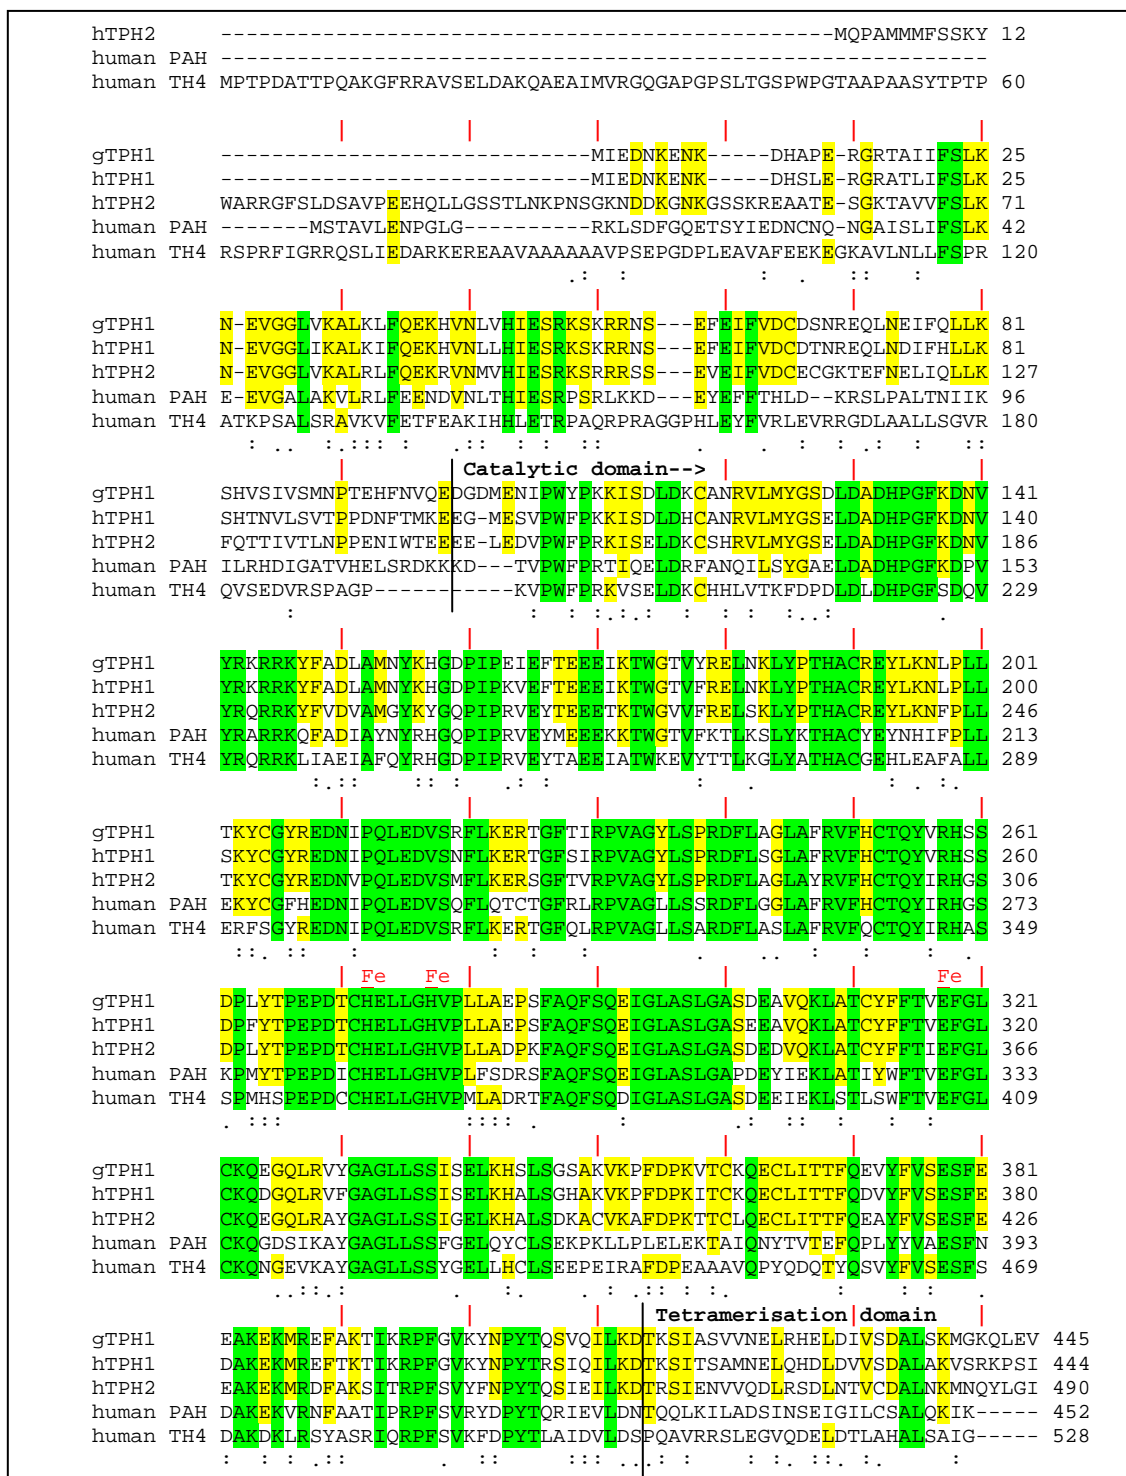 hTPH2 ------------------------------------------------MQPAMMMFSSKY 12
human PAH ------------------------------------------------------------
human TH4 MPTPDATTPQAKGFRRAVSELDAKQAEAIMVRGQGAPGPSLTGSPWPGTAAPAASYTPTP 60
| | | | | |
gTPH1 -----------------------------MIEDNKENK-----DHAPE-RGRTAIIFSLK 25
hTPH1 -----------------------------MIEDNKENK-----DHSLE-RGRATLIFSLK 25
hTPH2 WARRGFSLDSAVPEEHQLLGSSTLNKPNSGKNDDKGNKGSSKREAATE-SGKTAVVFSLK 71
human PAH -------MSTAVLENPGLG----------RKLSDFGQETSYIEDNCNQ-NGAISLIFSLK 42
human TH4 RSPRFIGRRQSLIEDARKEREAAVAAAAAAVPSEPGDPLEAVAFEEKEGKAVLNLLFSPR 120
.: : : . : :
| | | | | |
gTPH1 N-EVGGLVKALKLFQEKHVNLVHIESRKSKRRNS---EFEIFVDCDSNREQLNEIFQLLK 81
hTPH1 N-EVGGLIKALKIFQEKHVNLLHIESRKSKRRNS---EFEIFVDCDTNREQLNDIFHLLK 81
hTPH2 N-EVGGLVKALRLFQEKRVNMVHIESRKSRRRSS---EVEIFVDCECGKTEFNELIQLLK 127
human PAH E-EVGALAKVLRLFEENDVNLTHIESRPSRLKKD---EYEFFTHLD-KRSLPALTNIIK 96
human TH4 ATKPSALSRAVKVFETFEAKIHHLETRPAQRPRAGGPHLEYFVRLEVRRGDLAALLSGVR 180
: .. .::: : :: : : : : : . : .: : ::
| Catalytic domain--> | | |
gTPH1 SHVSIVSMNPTEHFNVQEDGDMENIPWYPKKISDLDKCANRVLMYGSDLDADHPGFKDNV 141
hTPH1 SHTNVLSVTPPDNFTMKEEG-MESVPWFPKKISDLDHCANRVLMYGSELDADHPGFKDNV 140
hTPH2 FQTTIVTLNPPENIWTEEEE-LEDVPWFPRKISELDKCSHRVLMYGSELDADHPGFKDNV 186
human PAH ILRHDIGATVHELSRDKKKD--TVPWFPRTIQELDRFANQILSYGAELDADHPGFKDPV 153
human TH4 QVSEDVRSPAGP----------KVPWFPRKVSELDKCHHLVTKFDPDLDLDHPGFSDQV 229
: : : :.:.: : :: : :.. : .
| | | | | |
gTPH1 YRKRRKYFADLAMNYKHGDPIPEIEFTEEEIKTWGTVYRELNKLYPTHACREYLKNLPLL 201
hTPH1 YRKRRKYFADLAMNYKHGDPIPKVEFTEEEIKTWGTVFRELNKLYPTHACREYLKNLPLL 200
hTPH2 YRQRRKYFVDVAMGYKYGQPIPRVEYTEEETKTWGVVFRELSKLYPTHACREYLKNFPLL 246
human PAH YRARRKQFADIAYNYRHGQPIPRVEYMEEEKKTWGTVFKTLKSLYKTHACYEYNHIFPLL 213
human TH4 YRQRRKLIAEIAFQYRHGDPIPRVEYTAEEIATWKEVYTTLKGLYATHACGEHLEAFALL 289
:.:: :: : .: : : . : . :.
| | | | | |
gTPH1 TKYCGYREDNIPQLEDVSRFLKERTGFTIRPVAGYLSPRDFLAGLAFRVFHCTQYVRHSS 261
hTPH1 SKYCGYREDNIPQLEDVSNFLKERTGFSIRPVAGYLSPRDFLSGLAFRVFHCTQYVRHSS 260
hTPH2 TKYCGYREDNVPQLEDVSMFLKERSGFTVRPVAGYLSPRDFLAGLAYRVFHCTQYIRHGS 306
human PAH EKYCGFHEDNIPQLEDVSQFLQTCTGFRLRPVAGLLSSRDFLGGLAFRVFHCTQYIRHGS 273
human TH4 ERFSGYREDNIPQLEDVSRFLKERTGFQLRPVAGLLSARDFLASLAFRVFQCTQYIRHAS 349
::. :: : : : . .. : : .
| Fe Fe | | | | Fe |
gTPH1 DPLYTPEPDTCHELLGHVPLLAEPSFAQFSQEIGLASLGASDEAVQKLATCYFFTVEFGL 321
hTPH1 DPFYTPEPDTCHELLGHVPLLAEPSFAQFSQEIGLASLGASEEAVQKLATCYFFTVEFGL 320
hTPH2 DPLYTPEPDTCHELLGHVPLLADPKFAQFSQEIGLASLGASDEDVQKLATCYFFTIEFGL 366
human PAH KPMYTPEPDICHELLGHVPLFSDRSFAQFSQEIGLASLGAPDEYIEKLATIYWFTVEFGL 333
human TH4 SPMHSPEPDCCHELLGHVPMLADRTFAQFSQDIGLASLGASDEEIEKLSTLSWFTVEFGL 409
. ::: :::: . : : :: : :: :
| | | | | |
gTPH1 CKQEGQLRVYGAGLLSSISELKHSLSGSAKVKPFDPKVTCKQECLITTFQEVYFVSESFE 381
hTPH1 CKQDGQLRVFGAGLLSSISELKHALSGHAKVKPFDPKITCKQECLITTFQDVYFVSESFE 380
hTPH2 CKQEGQLRAYGAGLLSSIGELKHALSDKACVKAFDPKTTCLQECLITTFQEAYFVSESFE 426
human PAH CKQGDSIKAYGAGLLSSFGELQYCLSEKPKLLPLELEKTAIQNYTVTEFQPLYYVAESFN 393
human TH4 CKQNGEVKAYGAGLLSSYGELLHCLSEEPEIRAFDPEAAAVQPYQDQTYQSVYFVSESFS 469
..::.: . : . : .:: : :. : : : .
| | | | Tetramerisation domain |
gTPH1 EAKEKMREFAKTIKRPFGVKYNPYTQSVQILKDTKSIASVVNELRHELDIVSDALSKMGKQLEV 445
hTPH1 DAKEKMREFTKTIKRPFGVKYNPYTRSIQILKDTKSITSAMNELQHDLDVVSDALAKVSRKPSI 444
hTPH2 EAKEKMRDFAKSITRPFSVYFNPYTQSIEILKDTRSIENVVQDLRSDLNTVCDALNKMNQYLGI 490
human PAH DAKEKVRNFAATIPRPFSVRYDPYTQRIEVLDNTQQLKILADSINSEIGILCSALQKIK----- 452
human TH4 DAKDKLRSYASRIQRPFSVKFDPYTLAIDVLDSPQAVRRSLEGVQDELDTLAHALSAIG----- 528
: : : .:: . :: :::: :.. : . :: : :. .